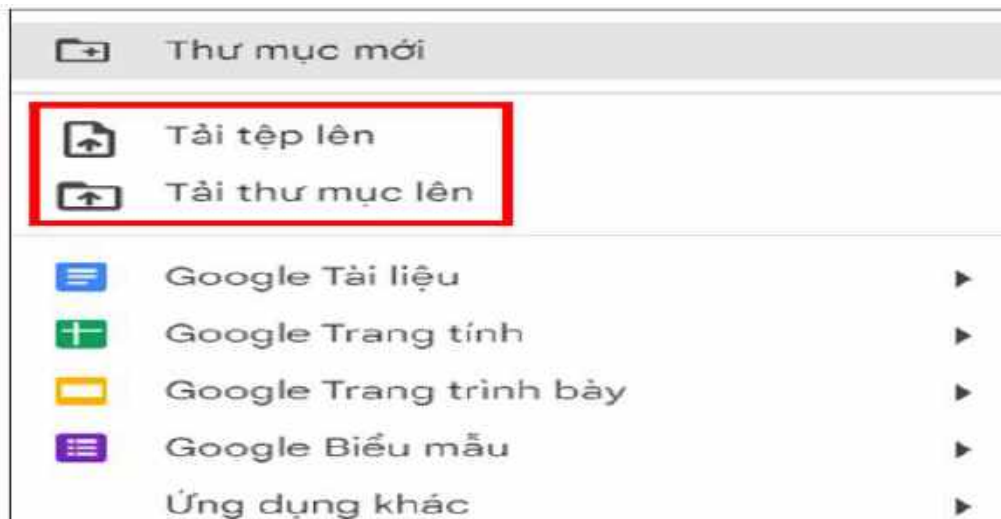 Thư mục mới
Tải tệp lên
Tải thư mục lên
Google Tài liệu
Google Trang tính
Google Trang trình bày
Google Biểu mẫu
Ứng dụng khác